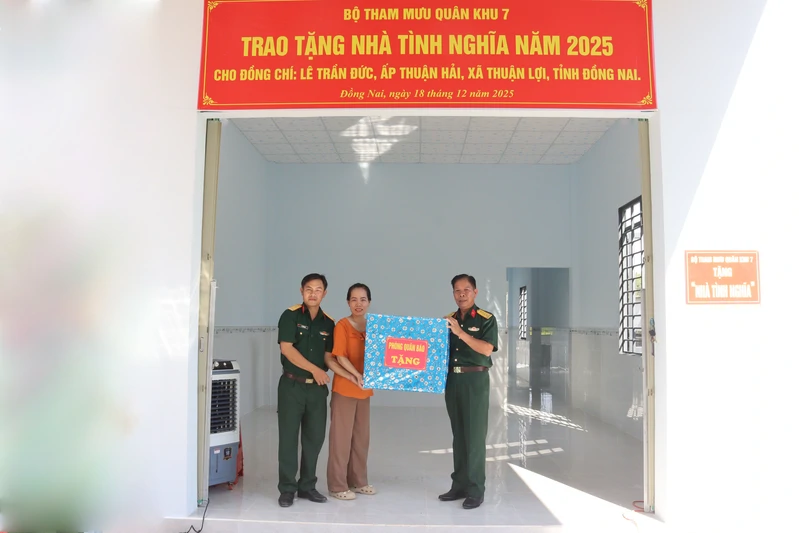 BỘ THAM MƯU QUÂN KHU 7
TRAO TẶNG NHÀ TÌNH NGHĨA NĂM 2025
CHO ĐỒNG CHÍ: LÊ TRẦN ĐỨC, ẤP THUẬN HẢI, XÃ THUẬN LỢI, TỈNH ĐỒNG NAI.
Đồng Nai, ngày 18 tháng 12 năm 2025
BỘ THAM MƯU QUÂN KHU 7
TẶNG
"NHÀ TÌNH NGHĨA"
PHÒNG QUÂN BÁO
TẶNG